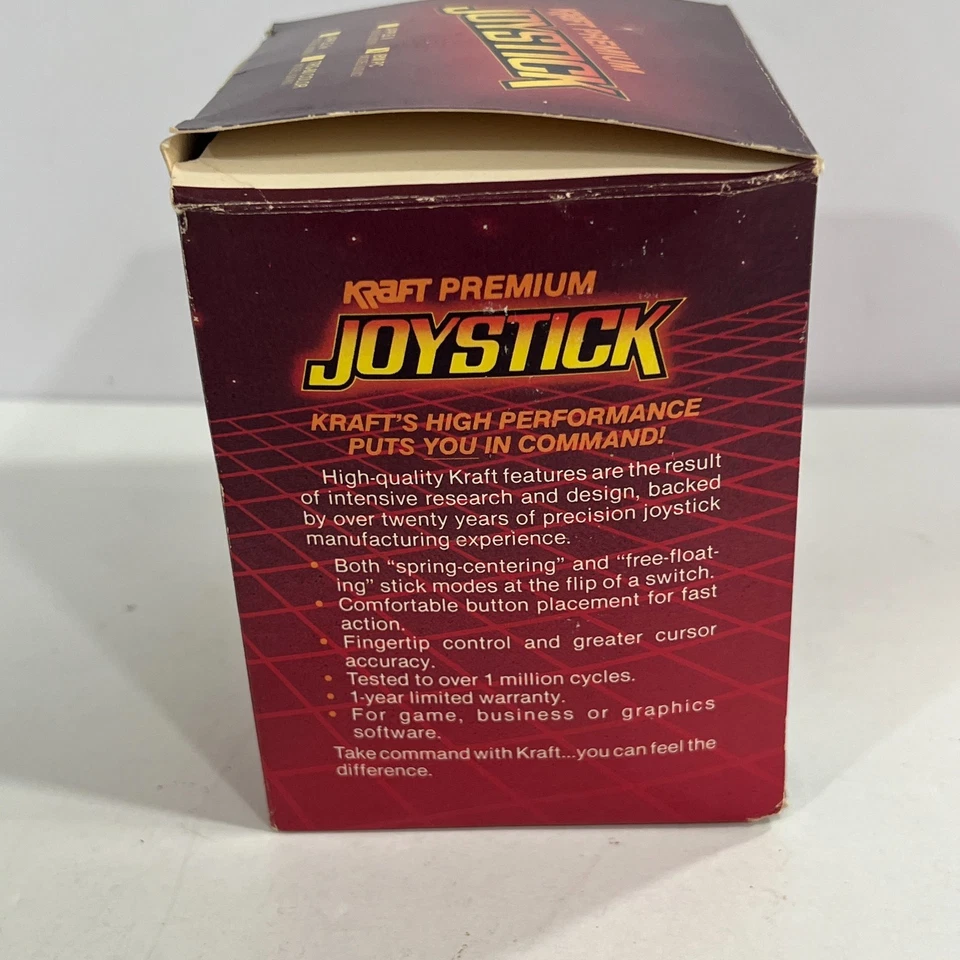 KRAFT PREMIUM
JOYSTICK
KRAFT PREMIUM
JOYSTICK
KRAFT'S HIGH PERFORMANCE
PUTS YOU IN COMMAND!
High-quality Kraft features are the result
of intensive research and design, backed
by over twenty years of precision joystick
manufacturing experience.
• Both “spring-centering” and “free-float-
ing” stick modes at the flip of a switch.
• Comfortable button placement for fast
action.
• Fingertip control and greater cursor
accuracy.
• Tested to over 1 million cycles.
• 1-year limited warranty.
• For game, business or graphics
software.
Take command with Kraft...you can feel the
difference.